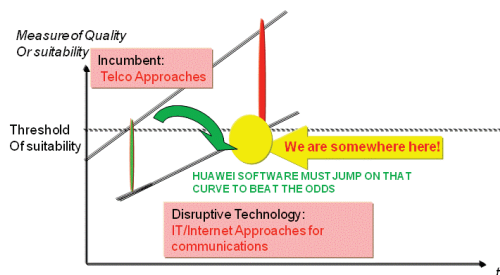 Measure of Quality
Or suitability
Incumbent:
Telco Approaches
Threshold
Of suitability
We are somewhere here!
HUAWEI SOFTWARE MUST JUMP ON THAT
CURVE TO BEAT THE ODDS
Disruptive Technology:
IT/Internet Approaches for
communications
t